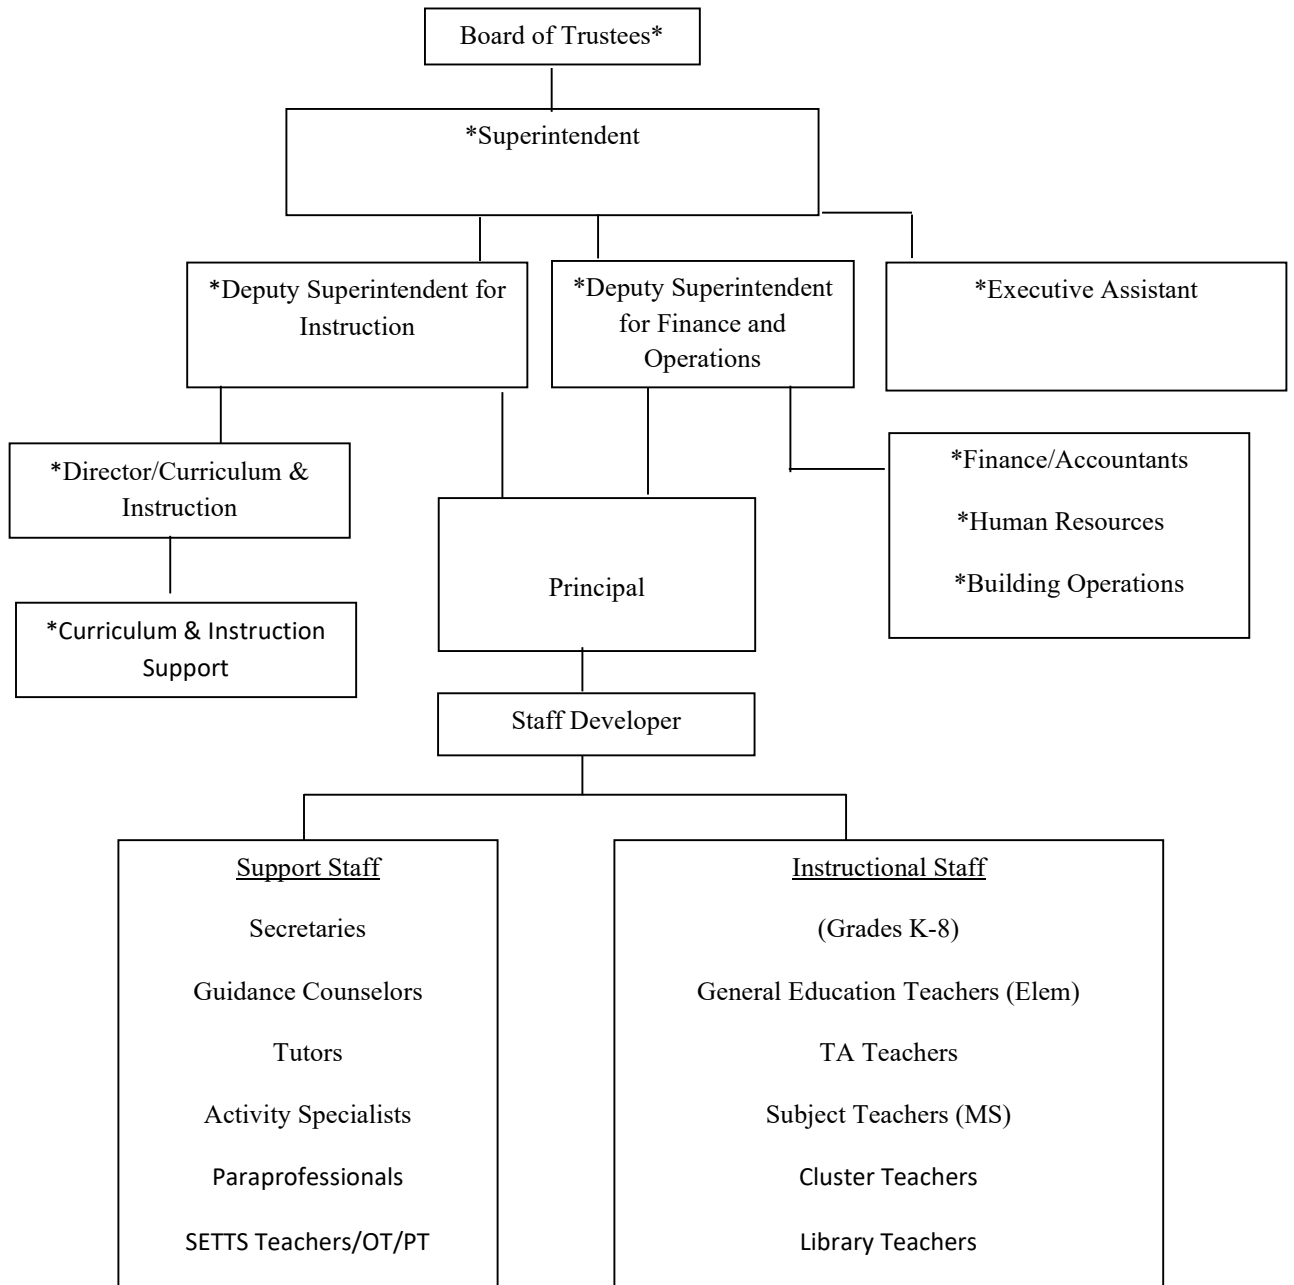 Board of Trustees*
*Superintendent
*Deputy Superintendent for
Instruction
*Deputy Superintendent
for Finance and
Operations
*Executive Assistant
*Director/Curriculum &
Instruction
*Finance/Accountants
*Human Resources
*Building Operations
Principal
*Curriculum & Instruction
Support
Staff Developer
Support Staff
Secretaries
Guidance Counselors
Tutors
Activity Specialists
Paraprofessionals
SETTS Teachers/OT/PT
Instructional Staff
(Grades K-8)
General Education Teachers (Elem)
TA Teachers
Subject Teachers (MS)
Cluster Teachers
Library Teachers